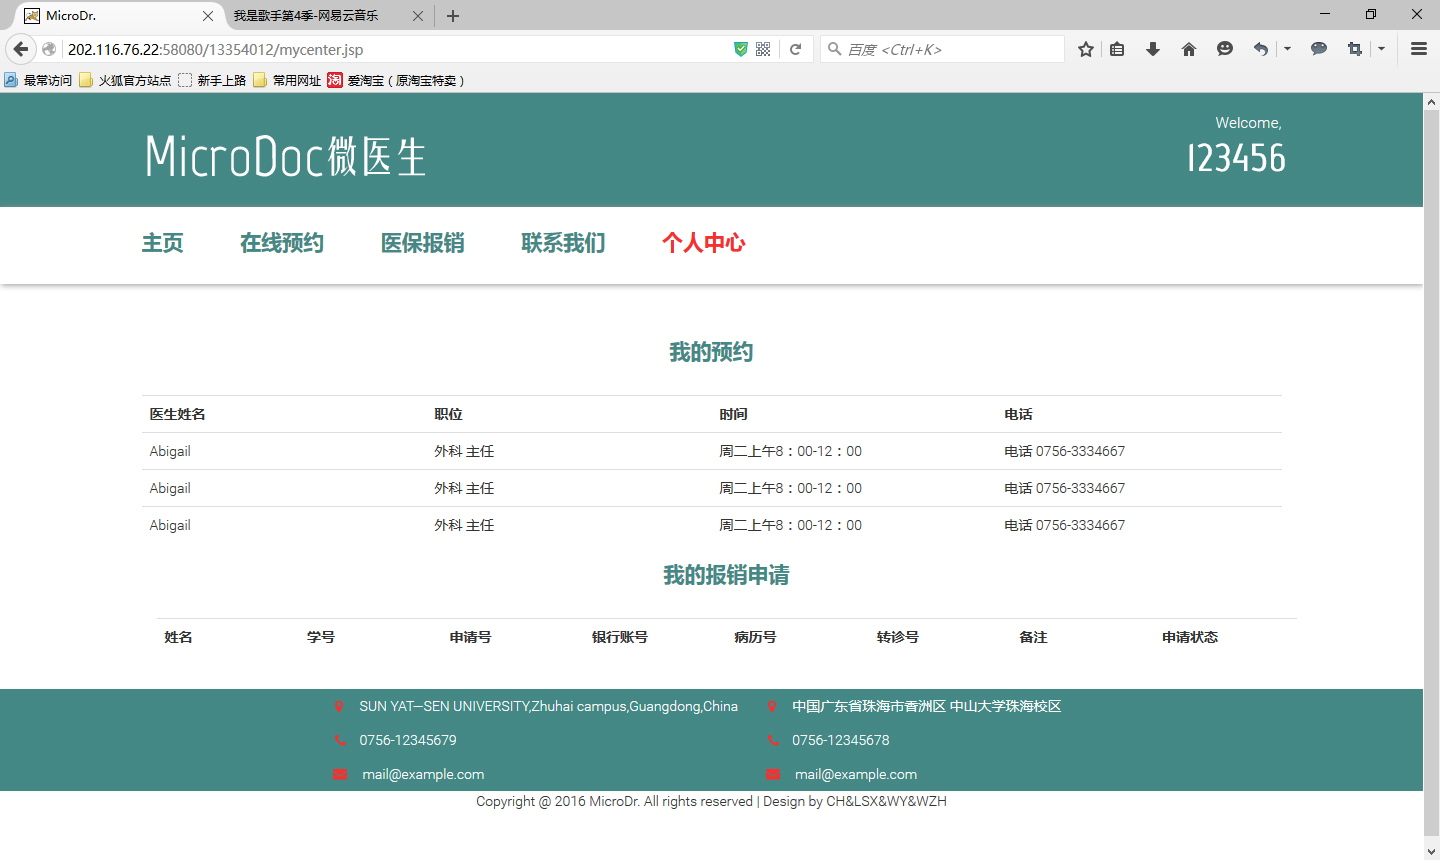 MicroDr.
我是歌手第4季-网易云音乐
202.116.76.22:58080/13354012/mycenter.jsp
百度 <Ctrl+K>
最常访问 火狐官方站点 新手上路 常用网址 淘 爱淘宝（原淘宝特卖）
MicroDoc微医生
Welcome,
123456
主页 在线预约 医保报销 联系我们 个人中心
我的预约
医生姓名 职位 时间 电话
Abigail 外科 主任 周二上午8：00-12：00 电话 0756-3334667
Abigail 外科 主任 周二上午8：00-12：00 电话 0756-3334667
Abigail 外科 主任 周二上午8：00-12：00 电话 0756-3334667
我的报销申请
姓名 学号 申请号 银行账号 病历号 转诊号 备注 申请状态
SUN YAT—SEN UNIVERSITY,Zhuhai campus,Guangdong,China 中国广东省珠海市香洲区 中山大学珠海校区
0756-12345679 0756-12345678
mail@example.com mail@example.com
Copyright @ 2016 MicroDr. All rights reserved | Design by CH&LSX&WY&WZH